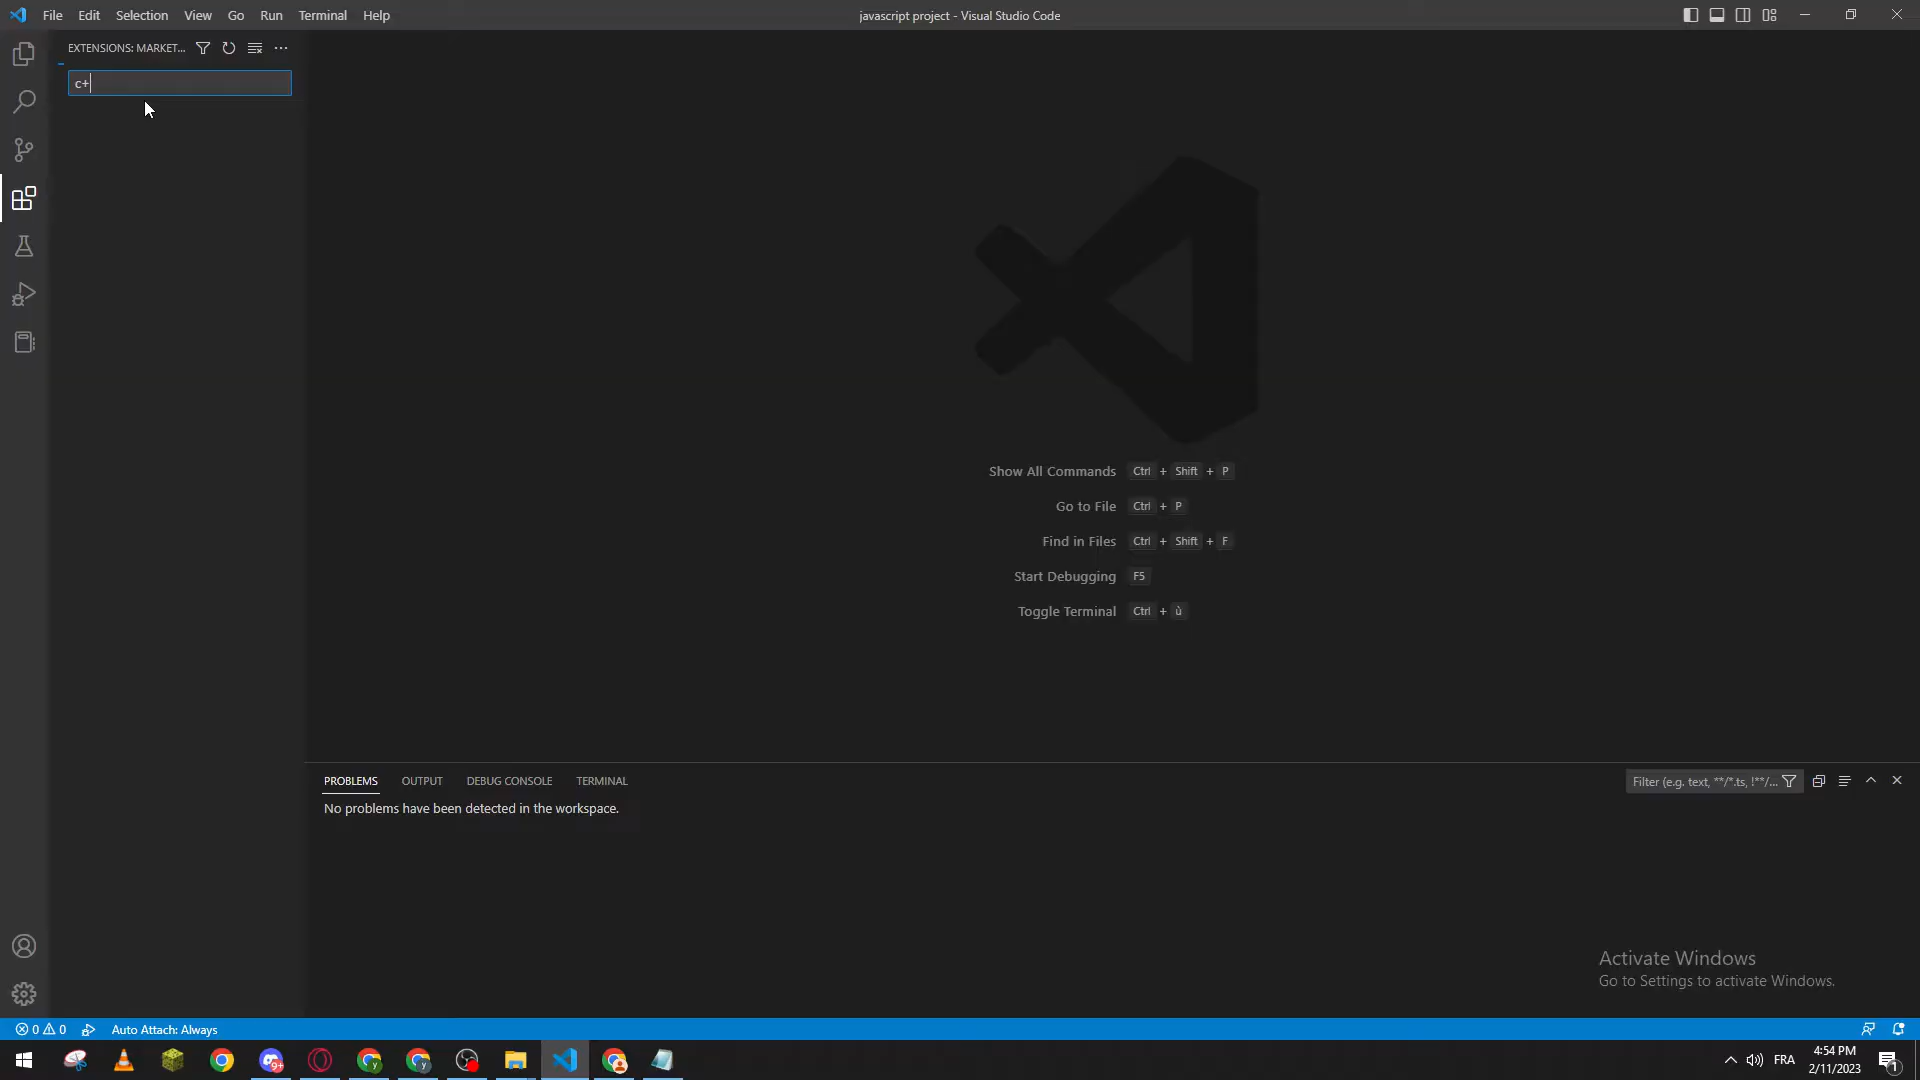 File Edit Selection View Go Run Terminal Help
javascript project - Visual Studio Code
EXTENSIONS: MARKET...
c+
Show All Commands Ctrl + Shift + P
Go to File Ctrl + P
Find in Files Ctrl + Shift + F
Start Debugging F5
Toggle Terminal Ctrl + ù
PROBLEMS OUTPUT DEBUG CONSOLE TERMINAL
Filter (e.g. text, **/*.ts, !**/...
No problems have been detected in the workspace.
Activate Windows
Go to Settings to activate Windows.
0 0 Auto Attach: Always
9+ y y
FRA
4:54 PM
2/11/2023
1